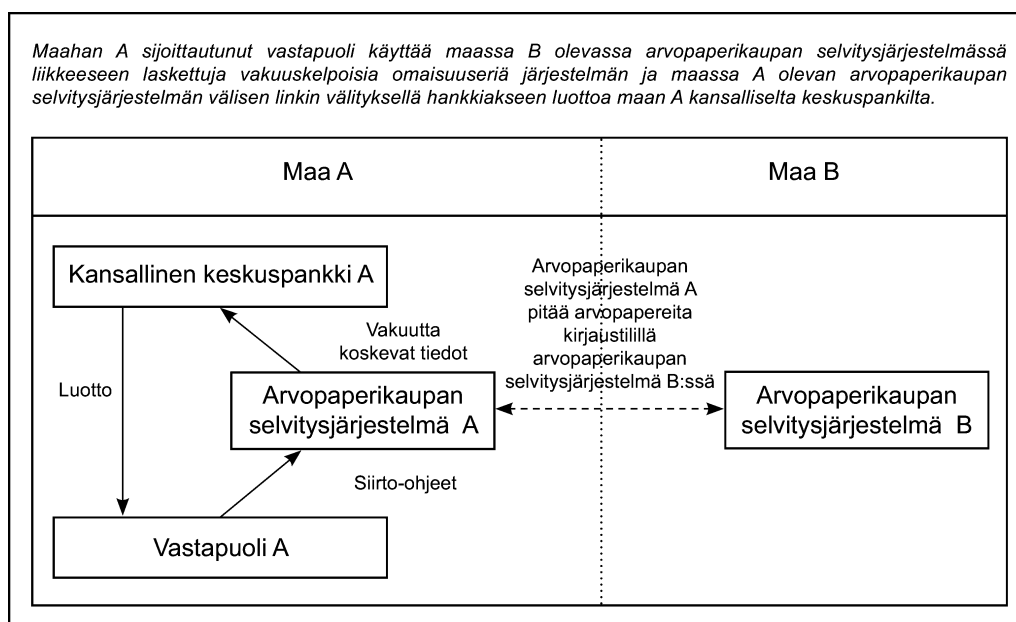 Maahan A sijoittautunut vastapuoli käyttää maassa B olevassa arvopaperikaupan selvitysjärjestelmässä
liikkeeseen laskettuja vakuuskelpoisia omaisuuseriä järjestelmän ja maassa A olevan arvopaperikaupan
selvitysjärjestelmän välisen linkin välityksellä hankkiakseen luottoa maan A kansalliselta keskuspankilta.
Maa A
Maa B
Kansallinen keskuspankki A
Arvopaperikaupan
selvitysjärjestelmä A
pitää arvopapereita
kirjaustilillä
arvopaperikaupan
selvitysjärjestelmä B:ssä
Vakuutta
koskevat tiedot
Luotto
Arvopaperikaupan
selvitysjärjestelmä A
Arvopaperikaupan
selvitysjärjestelmä B
Siirto-ohjeet
Vastapuoli A